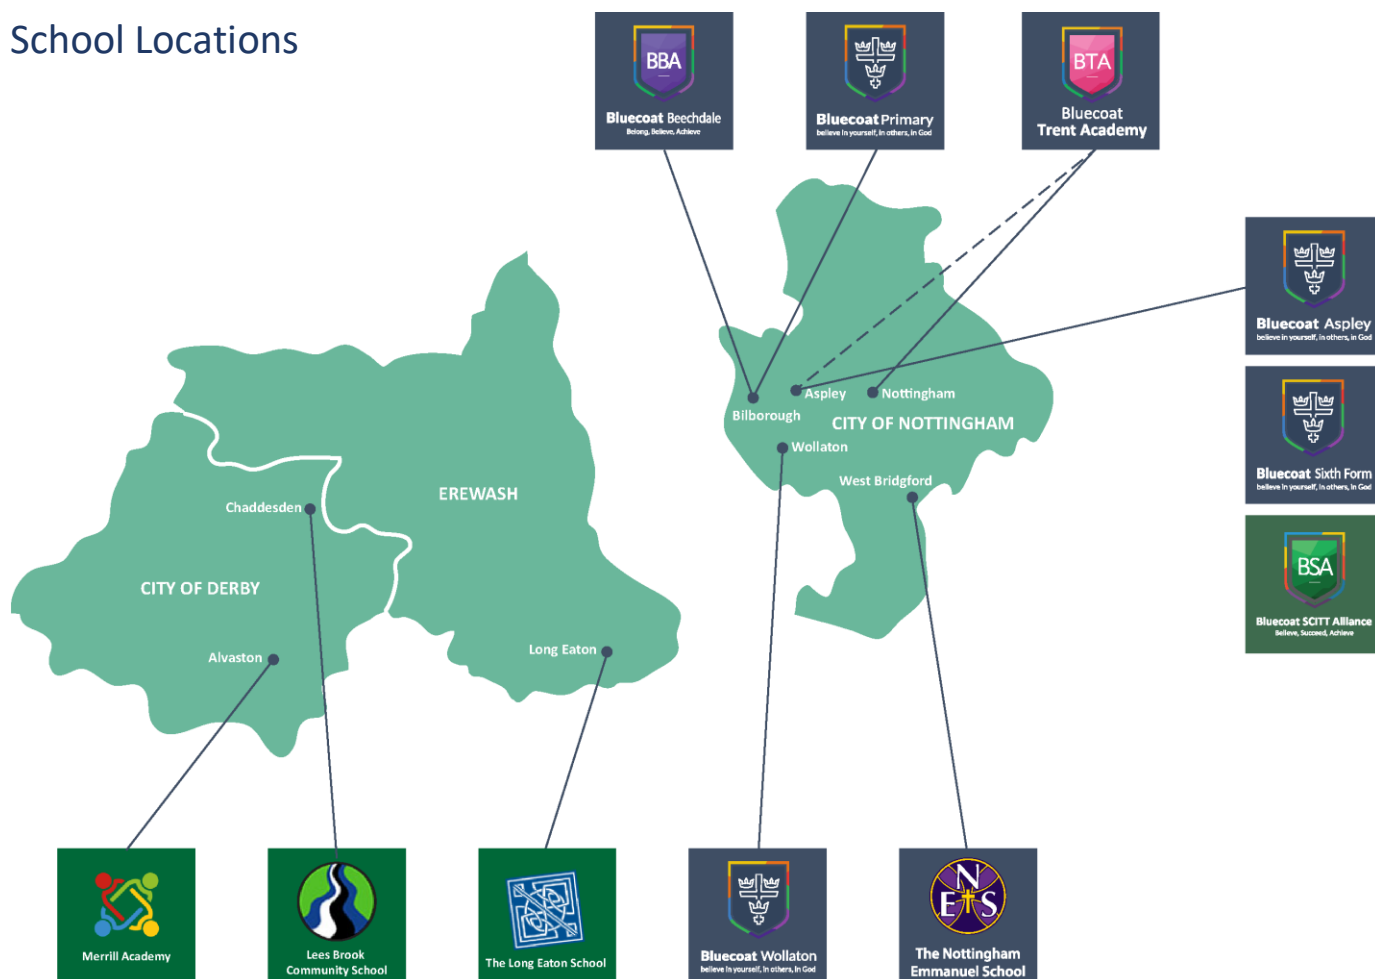 School Locations
BBA
Bluecoat Beechdale
Belong, Believe, Achieve
Bluecoat Primary
believe in yourself, in others, in God
BTA
Bluecoat
Trent Academy
Bluecoat Aspley
believe in yourself, in others, in God
Bluecoat Sixth Form
believe in yourself, in others, in God
BSA
Bluecoat SCITT Alliance
Believe, Succeed, Achieve
Aspley
Nottingham
Bilborough
CITY OF NOTTINGHAM
Wollaton
West Bridgford
EREWASH
Chaddesden
CITY OF DERBY
Alvaston
Long Eaton
Merrill Academy
Lees Brook
Community School
The Long Eaton School
Bluecoat Wollaton
believe in yourself, in others, in God
N
E S
The Nottingham
Emmanuel School